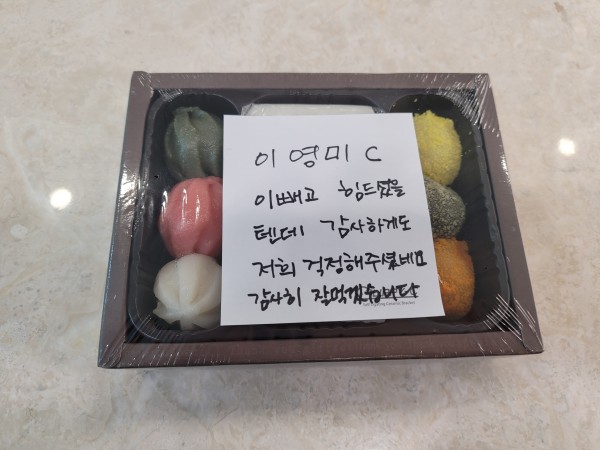 이영미 C
이빼고 힘드셨을
텐데 감사하게도
저희 걱정해주셨네요
감사히 잘먹겠습니다